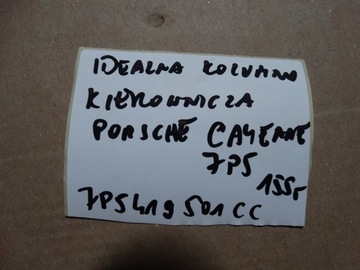 IDEALNA KOLUMNA
KIEROWNICZA
PORSCHE CAYENNE
7P5
155,-
7P5419501CC